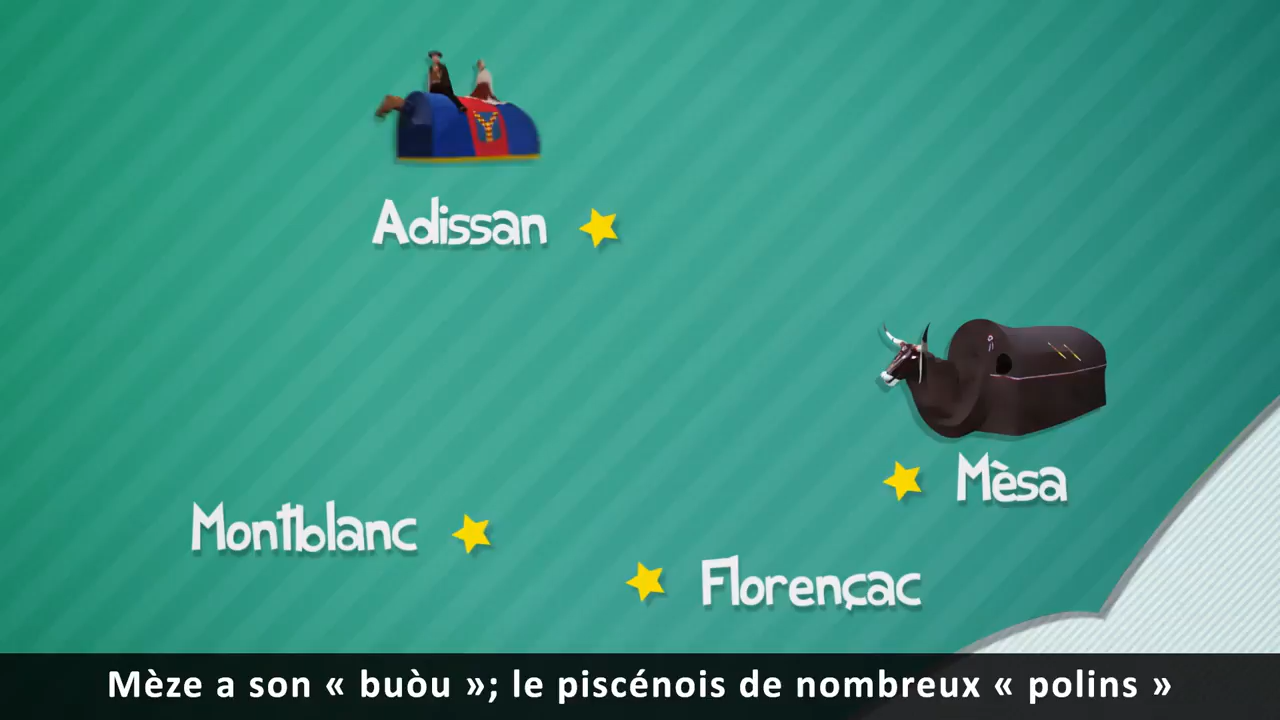 Adissan
Mèsa
Montblanc
Florençac
Mèze a son « buòu »; le piscénois de nombreux « polins »